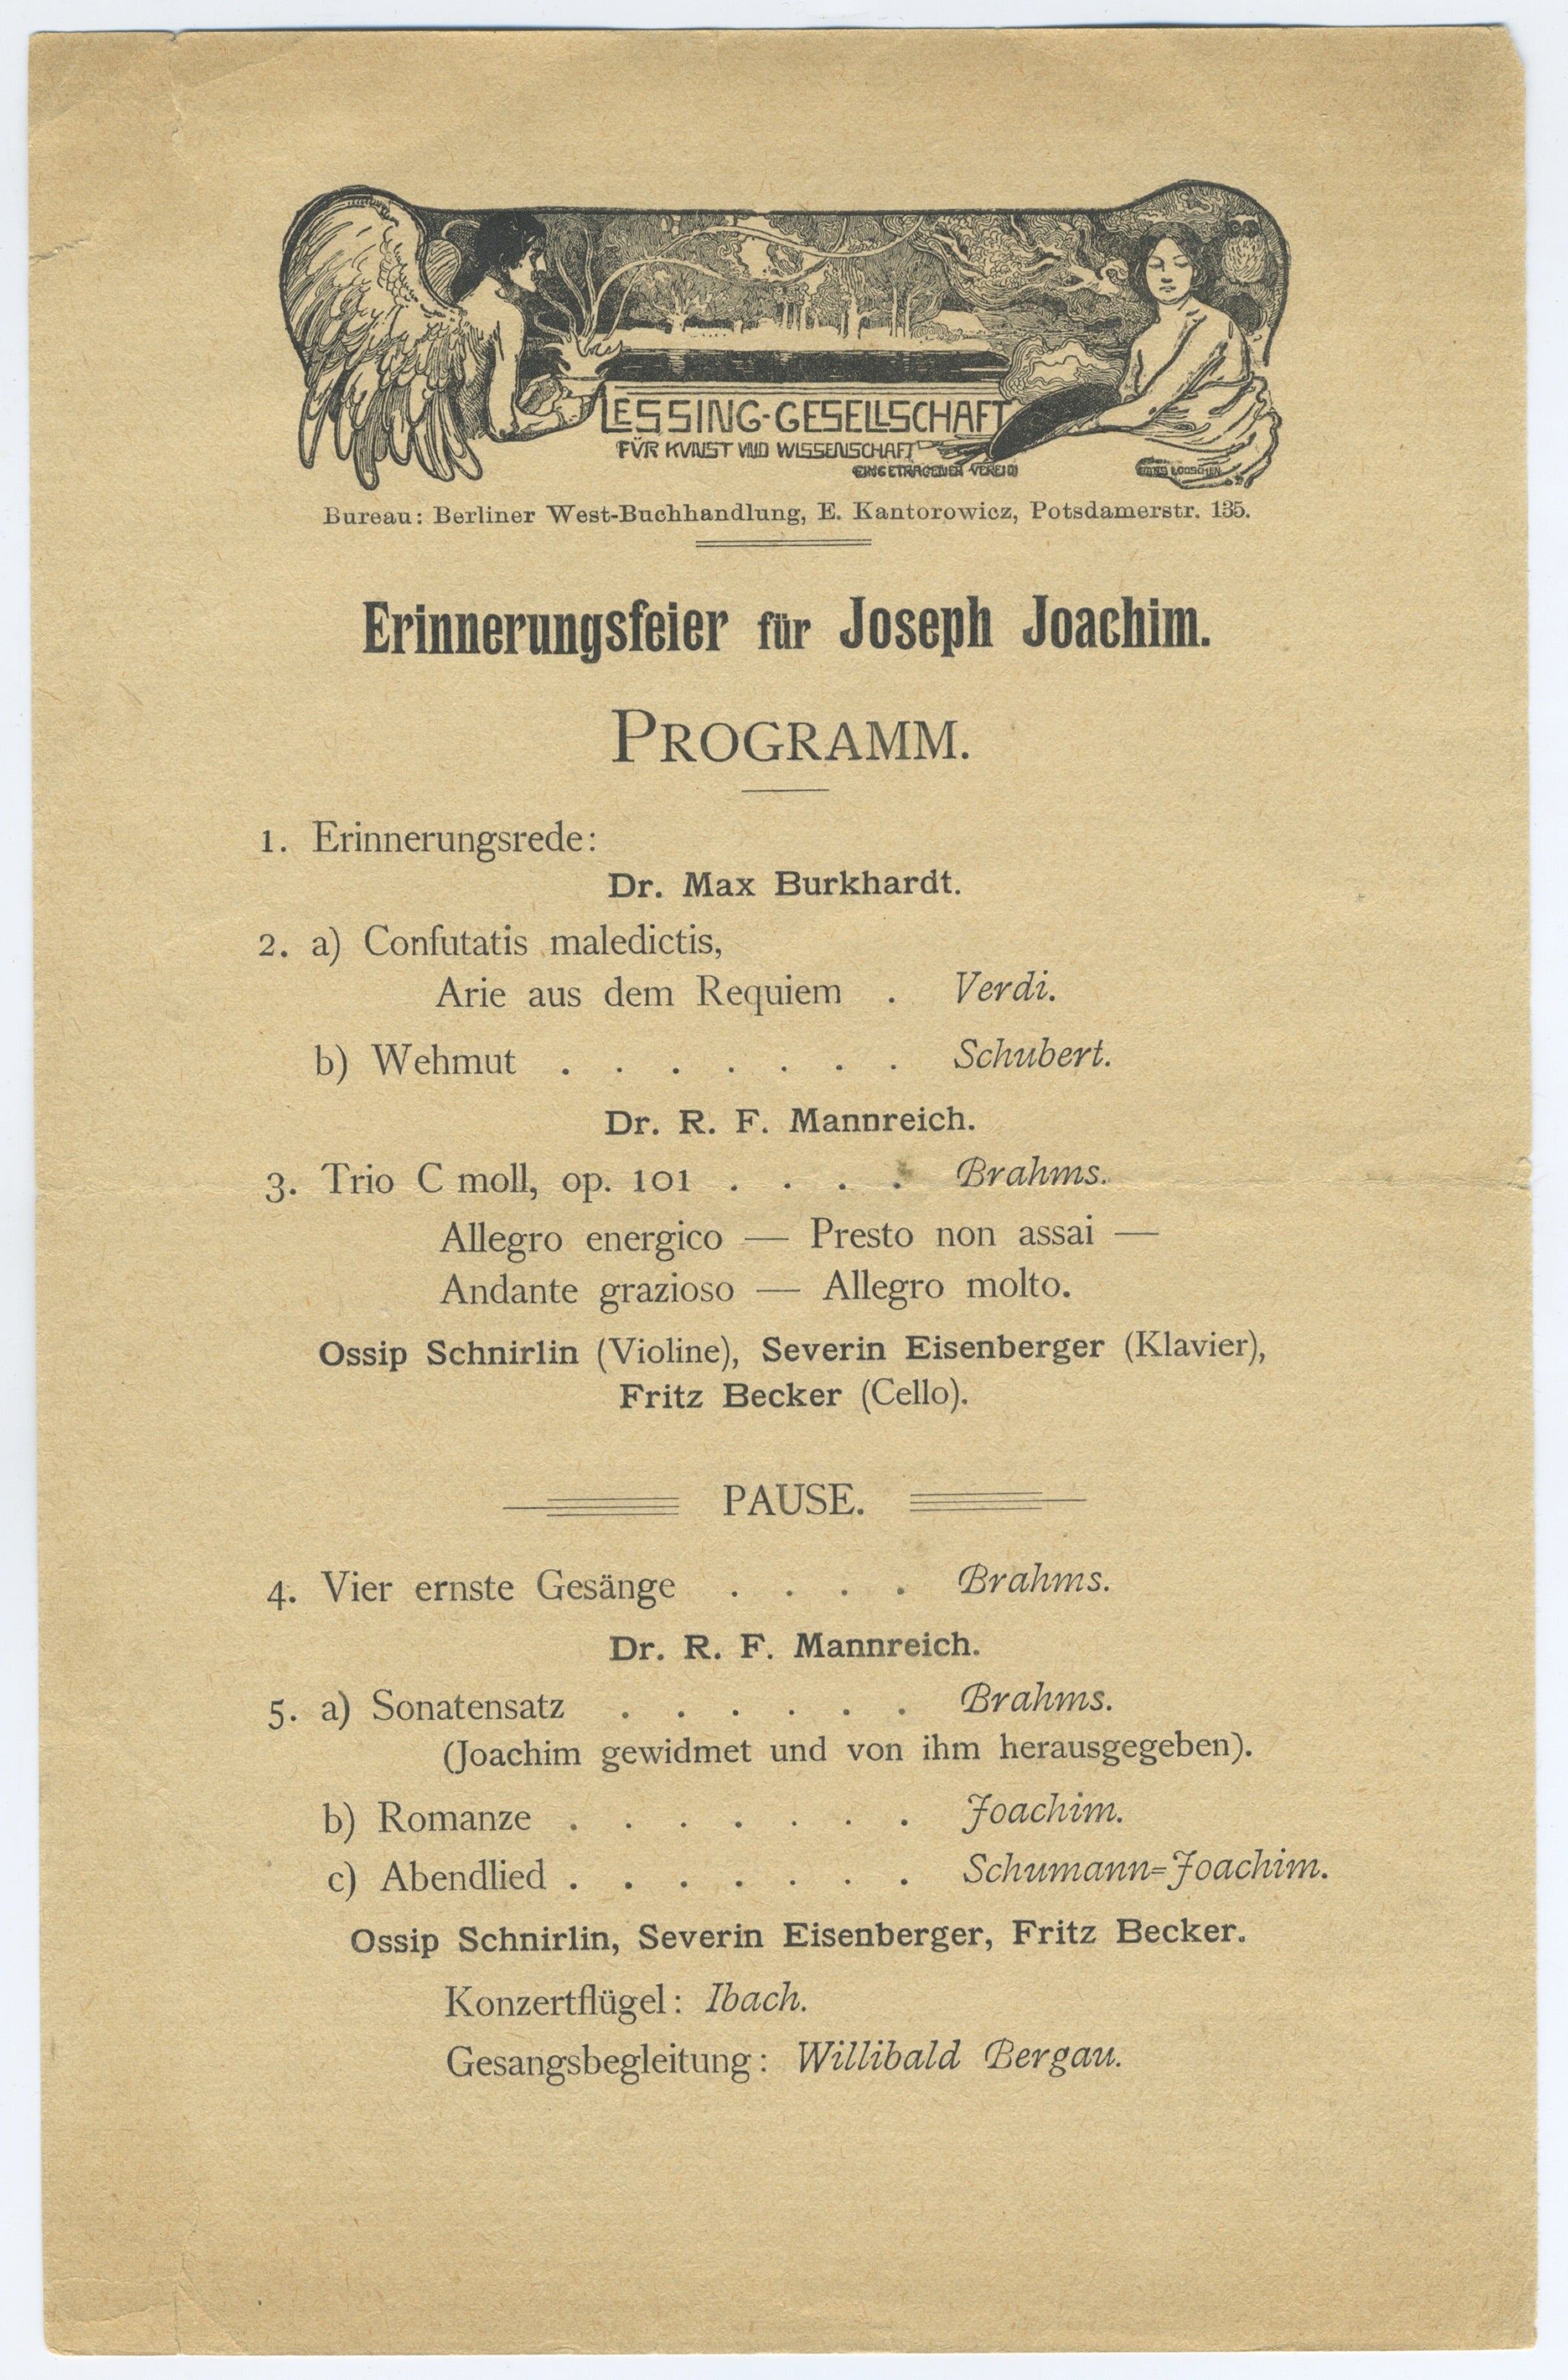 LESSING-GESELLSCHAFT
FÜR KVNST VND WISSENSCHAFT
EINGETRAGENER VEREIN
HANS LOOSCHEN
Bureau: Berliner West-Buchhandlung, E. Kantorowicz, Potsdamerstr. 135.
Erinnerungsfeier für Joseph Joachim.
PROGRAMM.
1. Erinnerungsrede:
Dr. Max Burkhardt.
2. a) Confutatis maledictis,
Arie aus dem Requiem . Verdi.
b) Wehmut . . . . . . . Schubert.
Dr. R. F. Mannreich.
3. Trio C moll, op. 101 . . . . Brahms.
Allegro energico — Presto non assai —
Andante grazioso — Allegro molto.
Ossip Schnirlin (Violine), Severin Eisenberger (Klavier),
Fritz Becker (Cello).
PAUSE.
4. Vier ernste Gesänge . . . . Brahms.
Dr. R. F. Mannreich.
5. a) Sonatensatz . . . . . . Brahms.
(Joachim gewidmet und von ihm herausgegeben).
b) Romanze . . . . . . . Joachim.
c) Abendlied . . . . . . . Schumann=Joachim.
Ossip Schnirlin, Severin Eisenberger, Fritz Becker.
Konzertflügel: Ibach.
Gesangsbegleitung: Willibald Bergau.